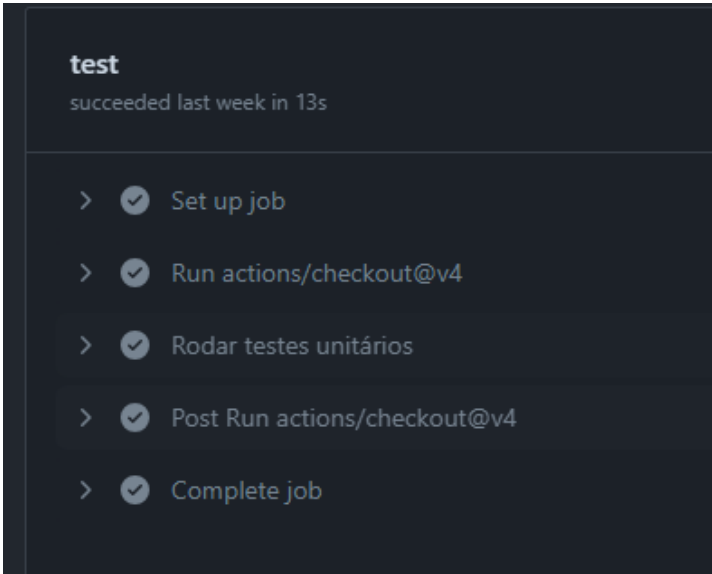 test
succeeded last week in 13s
Set up job
Run actions/checkout@v4
Rodar testes unitários
Post Run actions/checkout@v4
Complete job